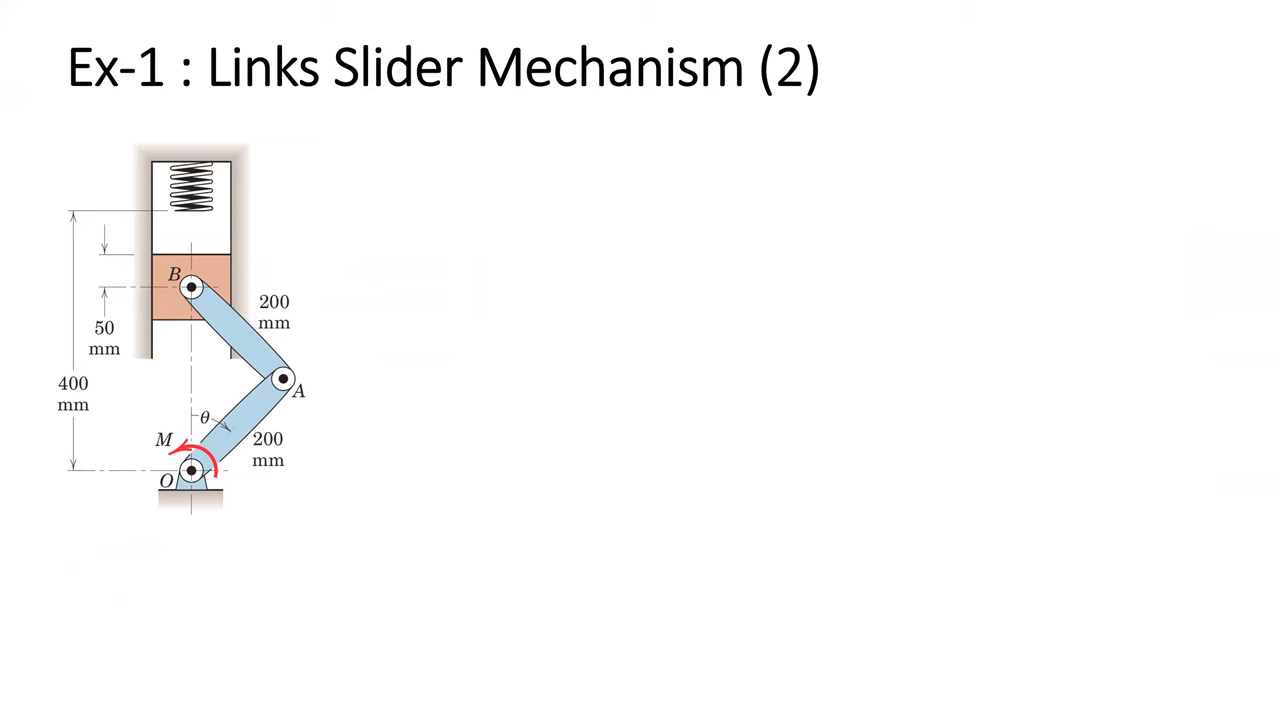 Ex-1 : Links Slider Mechanism (2)
B
200
mm
50
mm
400
mm
A
θ
M
200
mm
O